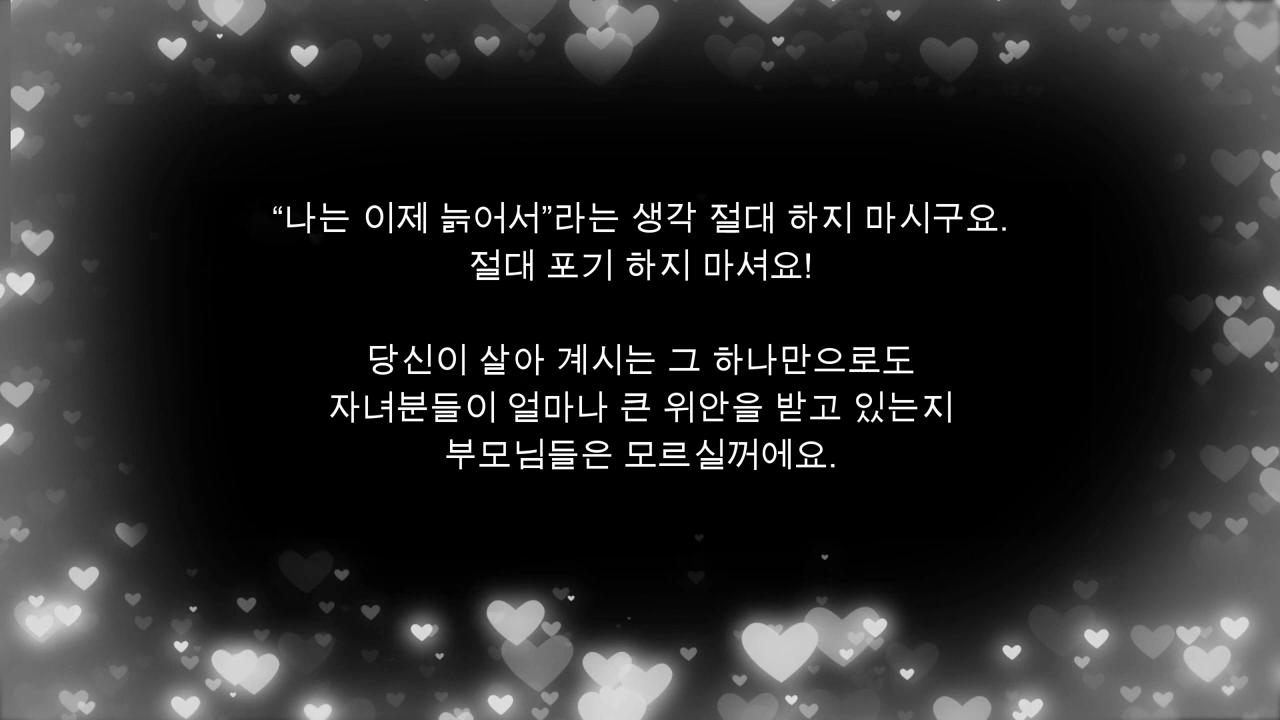 “나는 이제 늙어서”라는 생각 절대 하지 마시구요.
절대 포기 하지 마셔요!
당신이 살아 계시는 그 하나만으로도
자녀분들이 얼마나 큰 위안을 받고 있는지
부모님들은 모르실꺼에요.